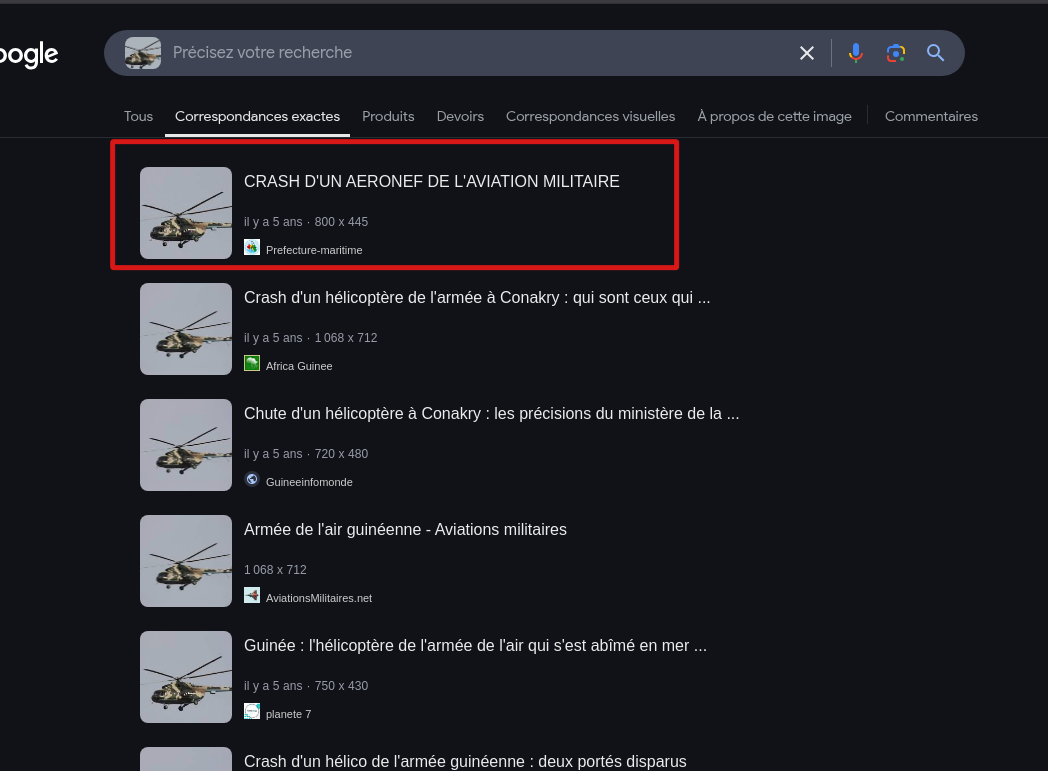 oogle
Précisez votre recherche
Tous Correspondances exactes Produits Devoirs Correspondances visuelles À propos de cette image Commentaires
CRASH D'UN AERONEF DE L'AVIATION MILITAIRE
il y a 5 ans · 800 x 445
Prefecture-maritime
Crash d'un hélicoptère de l'armée à Conakry : qui sont ceux qui ...
il y a 5 ans · 1 068 x 712
Africa Guinee
Chute d'un hélicoptère à Conakry : les précisions du ministère de la ...
il y a 5 ans · 720 x 480
Guineeinfomonde
Armée de l'air guinéenne - Aviations militaires
1 068 x 712
AviationsMilitaires.net
Guinée : l'hélicoptère de l'armée de l'air qui s'est abîmé en mer ...
il y a 5 ans · 750 x 430
planete 7
Crash d'un hélico de l'armée guinéenne : deux portés disparus